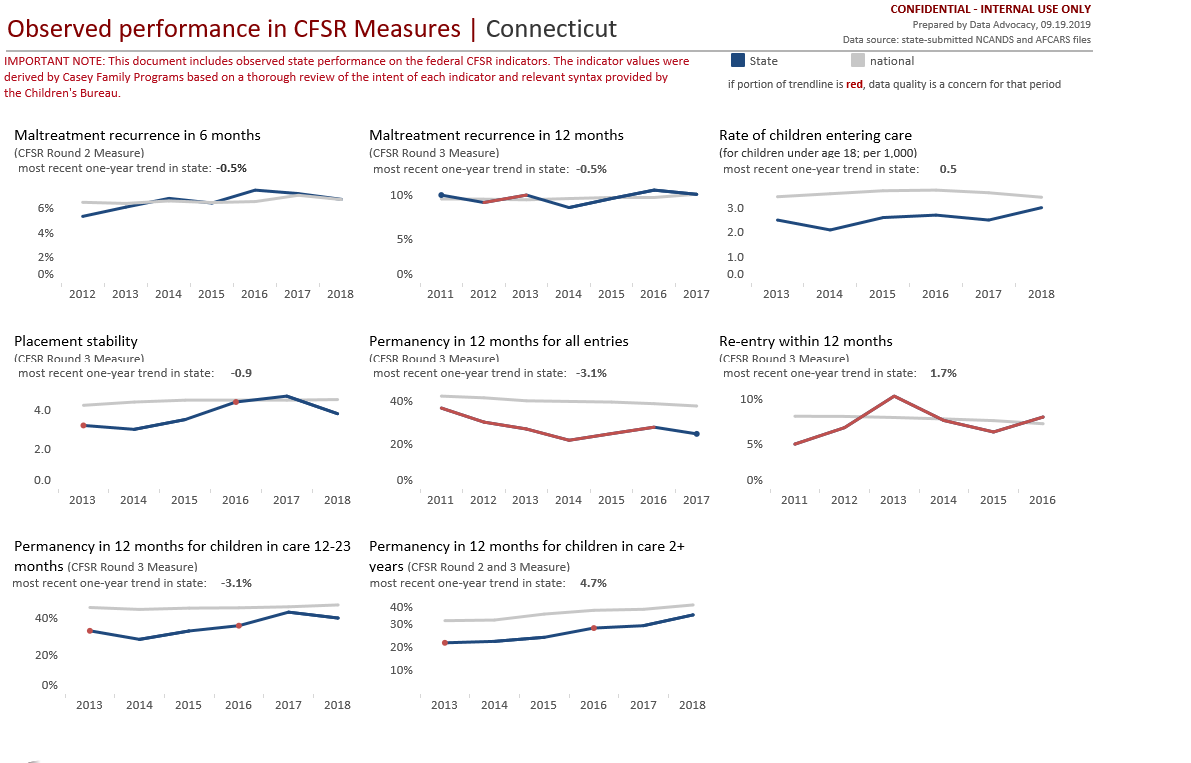 CONFIDENTIAL - INTERNAL USE ONLY
Observed performance in CFSR Measures | Connecticut
Prepared by Data Advocacy, 09.19.2019
Data source: state-submitted NCANDS and AFCARS files
IMPORTANT NOTE: This document includes observed state performance on the federal CFSR indicators. The indicator values were
derived by Casey Family Programs based on a thorough review of the intent of each indicator and relevant syntax provided by
the Children's Bureau.
State national
if portion of trendline is red, data quality is a concern for that period
Maltreatment recurrence in 6 months
(CFSR Round 2 Measure)
most recent one-year trend in state: -0.5%
6%
4%
2%
0%
2012 2013 2014 2015 2016 2017 2018
Maltreatment recurrence in 12 months
(CFSR Round 3 Measure)
most recent one-year trend in state: -0.5%
10%
5%
0%
2011 2012 2013 2014 2015 2016 2017
Rate of children entering care
(for children under age 18; per 1,000)
most recent one-year trend in state: 0.5
3.0
2.0
1.0
0.0
2013 2014 2015 2016 2017 2018
Placement stability
(CFSR Round 3 Measure)
most recent one-year trend in state: -0.9
4.0
2.0
0.0
2013 2014 2015 2016 2017 2018
Permanency in 12 months for all entries
(CFSR Round 3 Measure)
most recent one-year trend in state: -3.1%
40%
20%
0%
2011 2012 2013 2014 2015 2016 2017
Re-entry within 12 months
(CFSR Round 3 Measure)
most recent one-year trend in state: 1.7%
10%
5%
0%
2011 2012 2013 2014 2015 2016
Permanency in 12 months for children in care 12-23
months (CFSR Round 3 Measure)
most recent one-year trend in state: -3.1%
40%
20%
0%
2013 2014 2015 2016 2017 2018
Permanency in 12 months for children in care 2+
years (CFSR Round 2 and 3 Measure)
most recent one-year trend in state: 4.7%
40%
30%
20%
10%
2013 2014 2015 2016 2017 2018